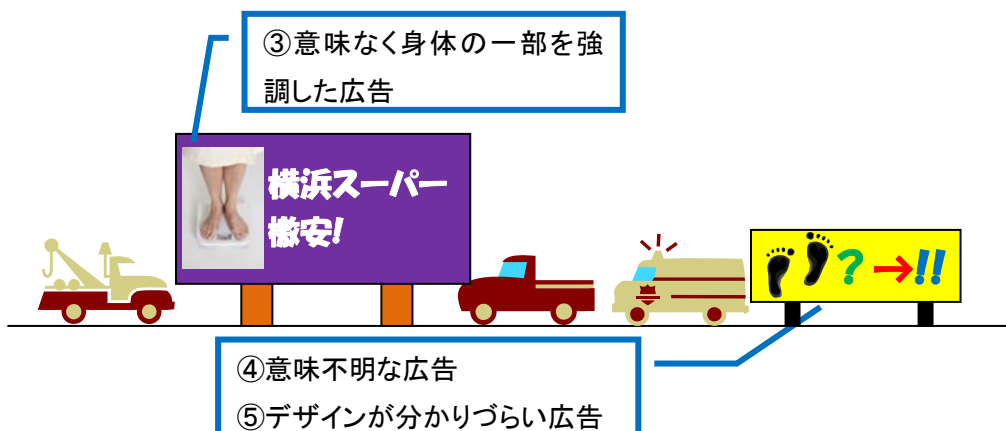 ③意味なく身体の一部を強
調した広告
横浜スーパー
檄安!
?→!!
④意味不明な広告
⑤デザインが分かりづらい広告